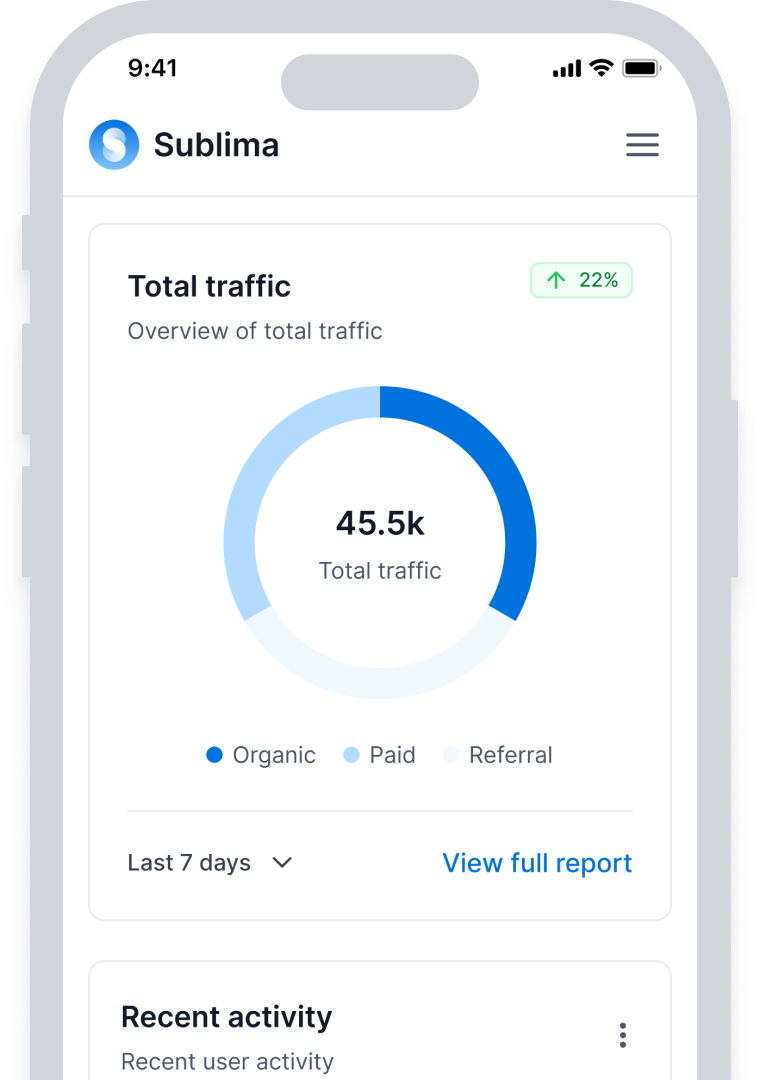 9:41
Sublima
Total traffic
22%
Overview of total traffic
45.5k
Total traffic
Organic Paid Referral
Last 7 days View full report
Recent activity
Recent user activity